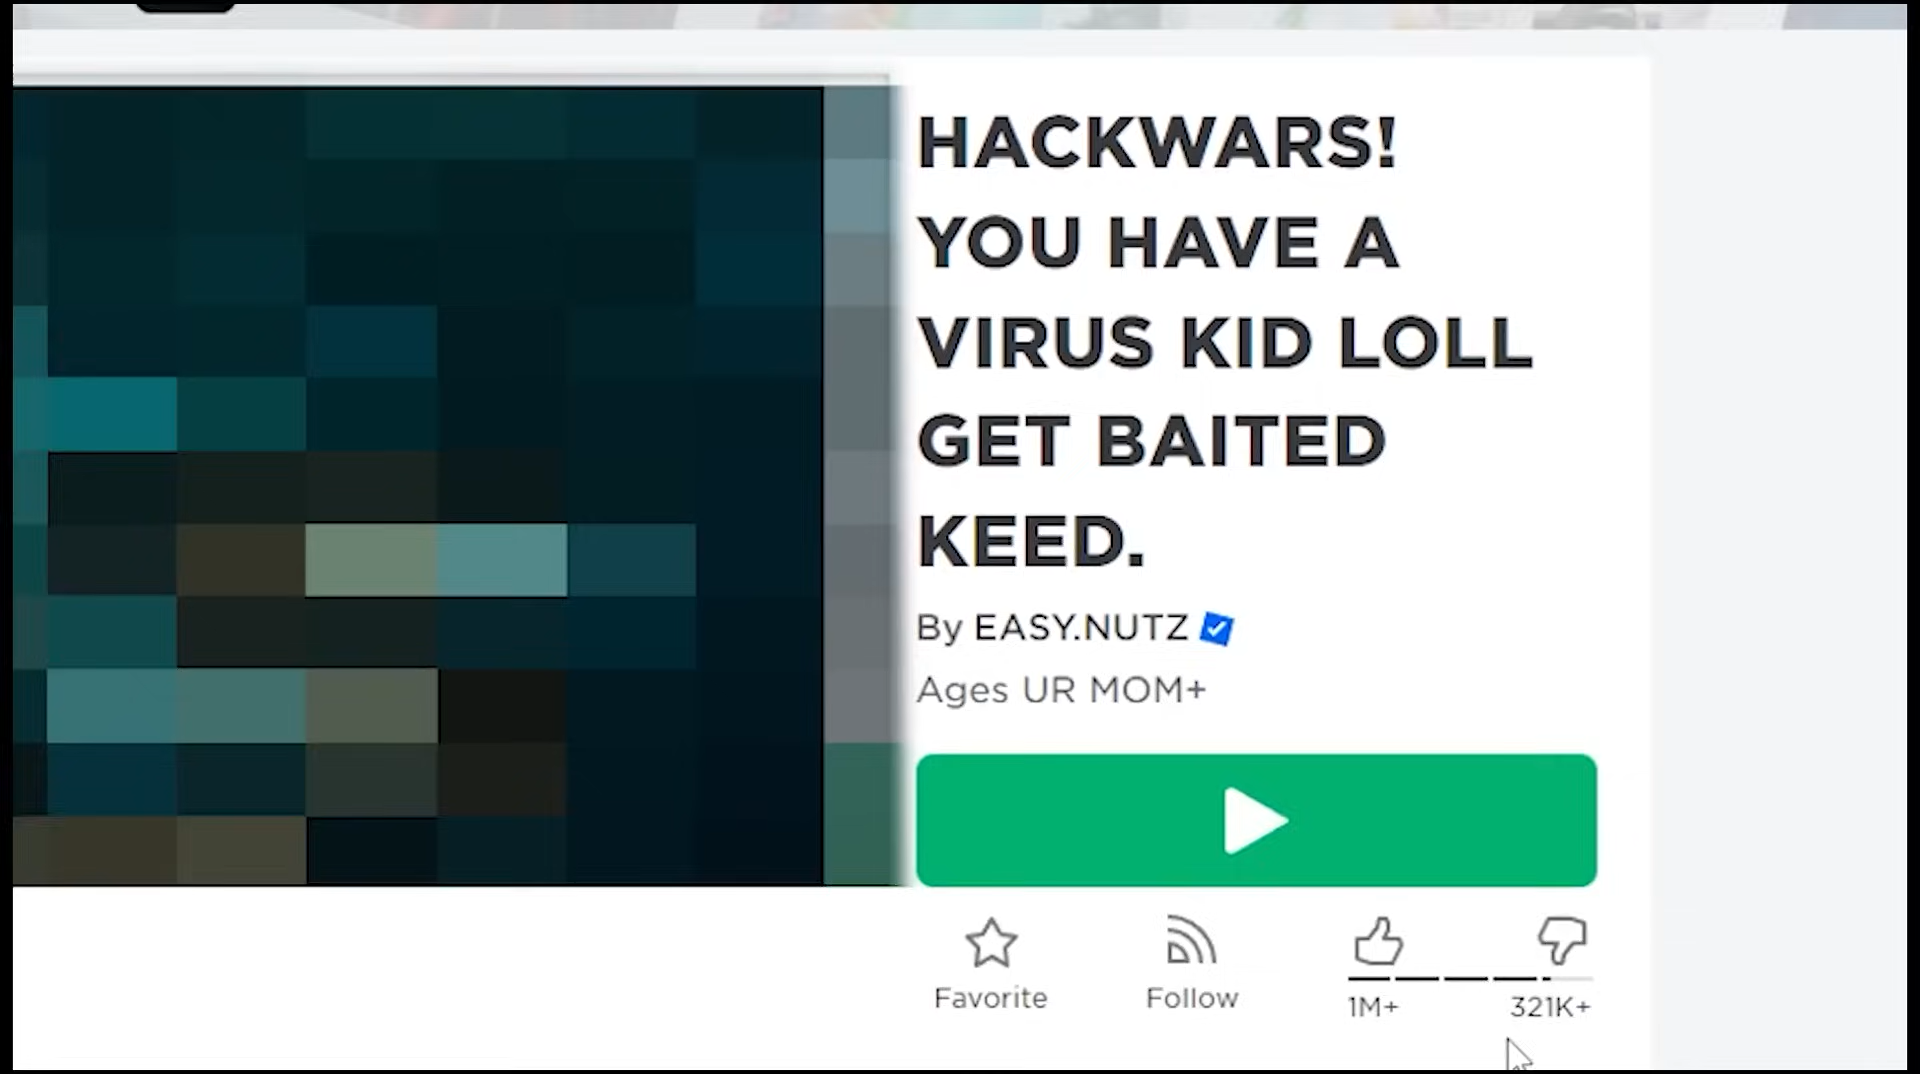 HACKWARS!
YOU HAVE A
VIRUS KID LOLL
GET BAITED
KEED.
By EASY.NUTZ
Ages UR MOM+
Favorite
Follow
1M+
321K+